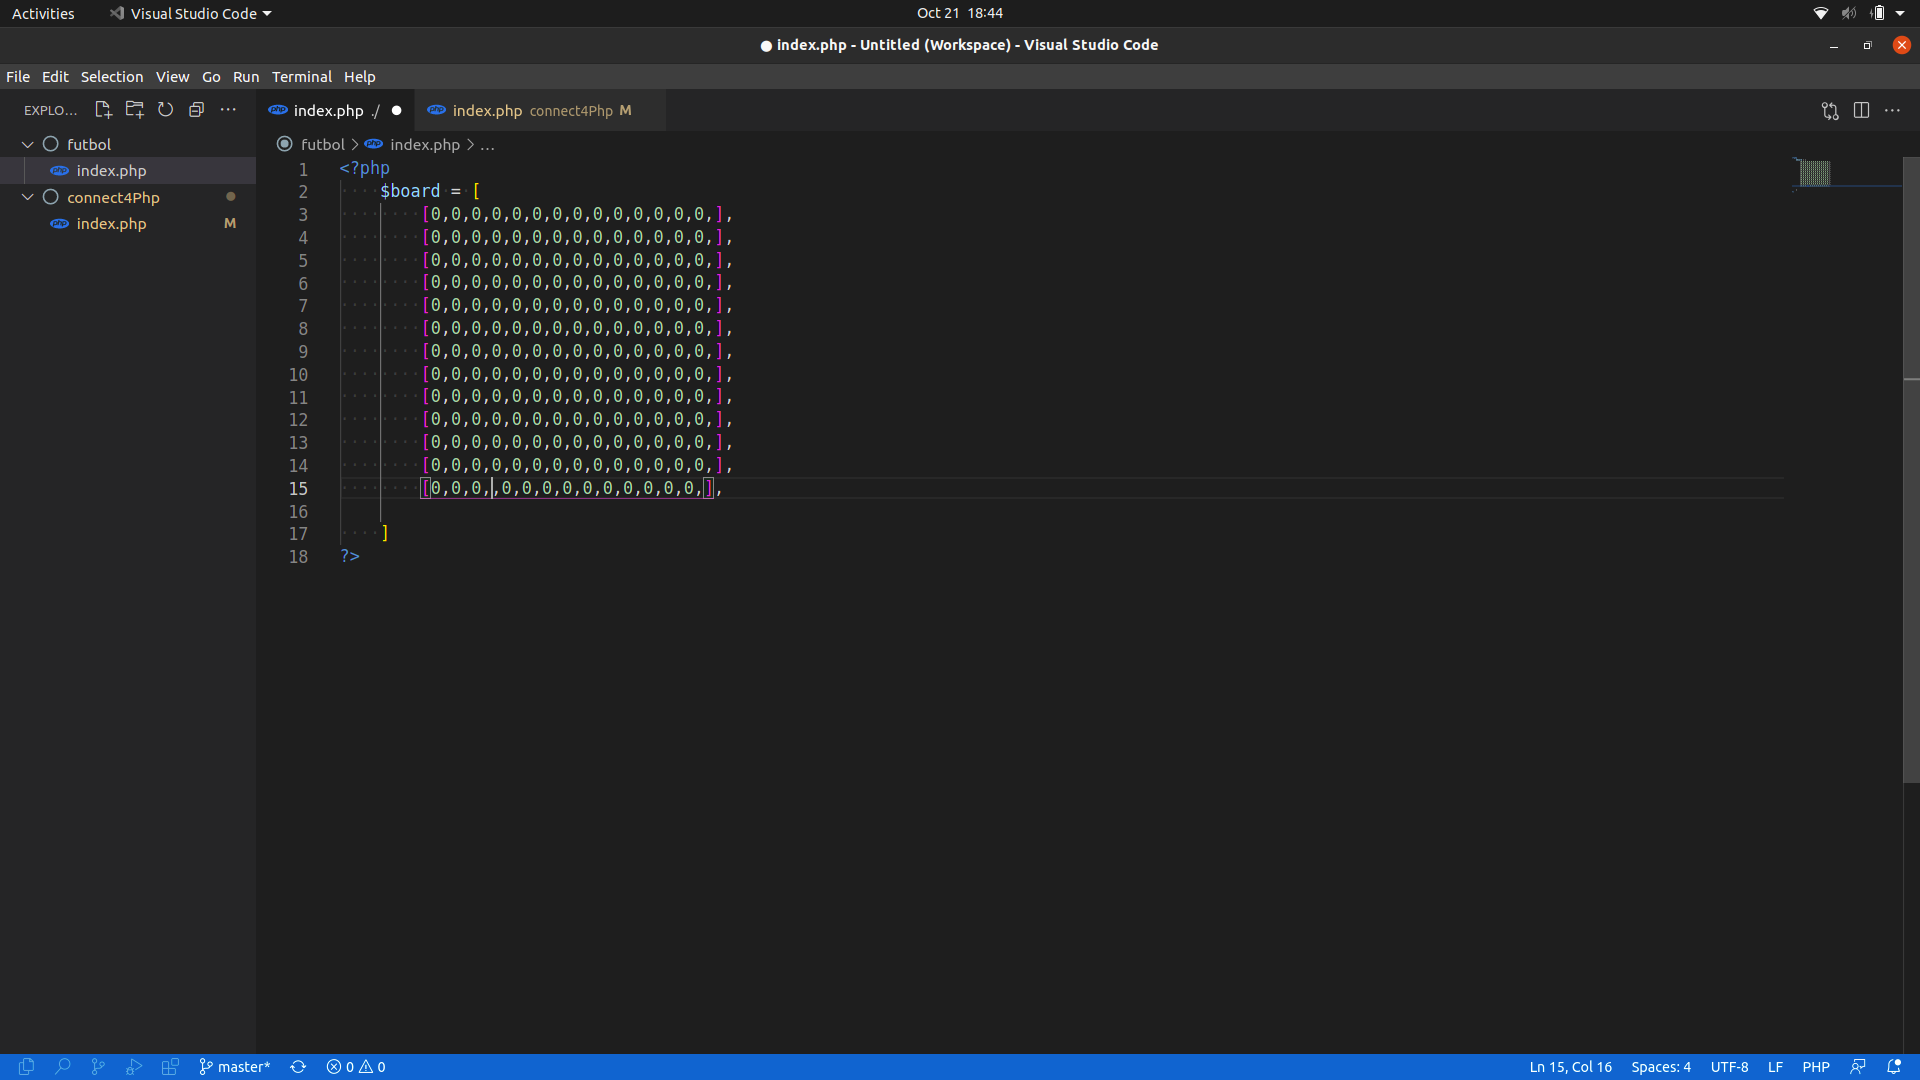 Activities
Visual Studio Code
Oct 21 18:44
index.php - Untitled (Workspace) - Visual Studio Code
File Edit Selection View Go Run Terminal Help
EXPLO...
futbol
index.php
connect4Php
index.php M
index.php ./
index.php connect4Php M
futbol > index.php > ...
1 <?php
2     $board = [
3         [0,0,0,0,0,0,0,0,0,0,0,0,0,0,],
4         [0,0,0,0,0,0,0,0,0,0,0,0,0,0,],
5         [0,0,0,0,0,0,0,0,0,0,0,0,0,0,],
6         [0,0,0,0,0,0,0,0,0,0,0,0,0,0,],
7         [0,0,0,0,0,0,0,0,0,0,0,0,0,0,],
8         [0,0,0,0,0,0,0,0,0,0,0,0,0,0,],
9         [0,0,0,0,0,0,0,0,0,0,0,0,0,0,],
10         [0,0,0,0,0,0,0,0,0,0,0,0,0,0,],
11         [0,0,0,0,0,0,0,0,0,0,0,0,0,0,],
12         [0,0,0,0,0,0,0,0,0,0,0,0,0,0,],
13         [0,0,0,0,0,0,0,0,0,0,0,0,0,0,],
14         [0,0,0,0,0,0,0,0,0,0,0,0,0,0,],
15         [0,0,0,,0,0,0,0,0,0,0,0,0,0,],
16
17     ]
18 ?>
master* 0 0
Ln 15, Col 16 Spaces: 4 UTF-8 LF PHP